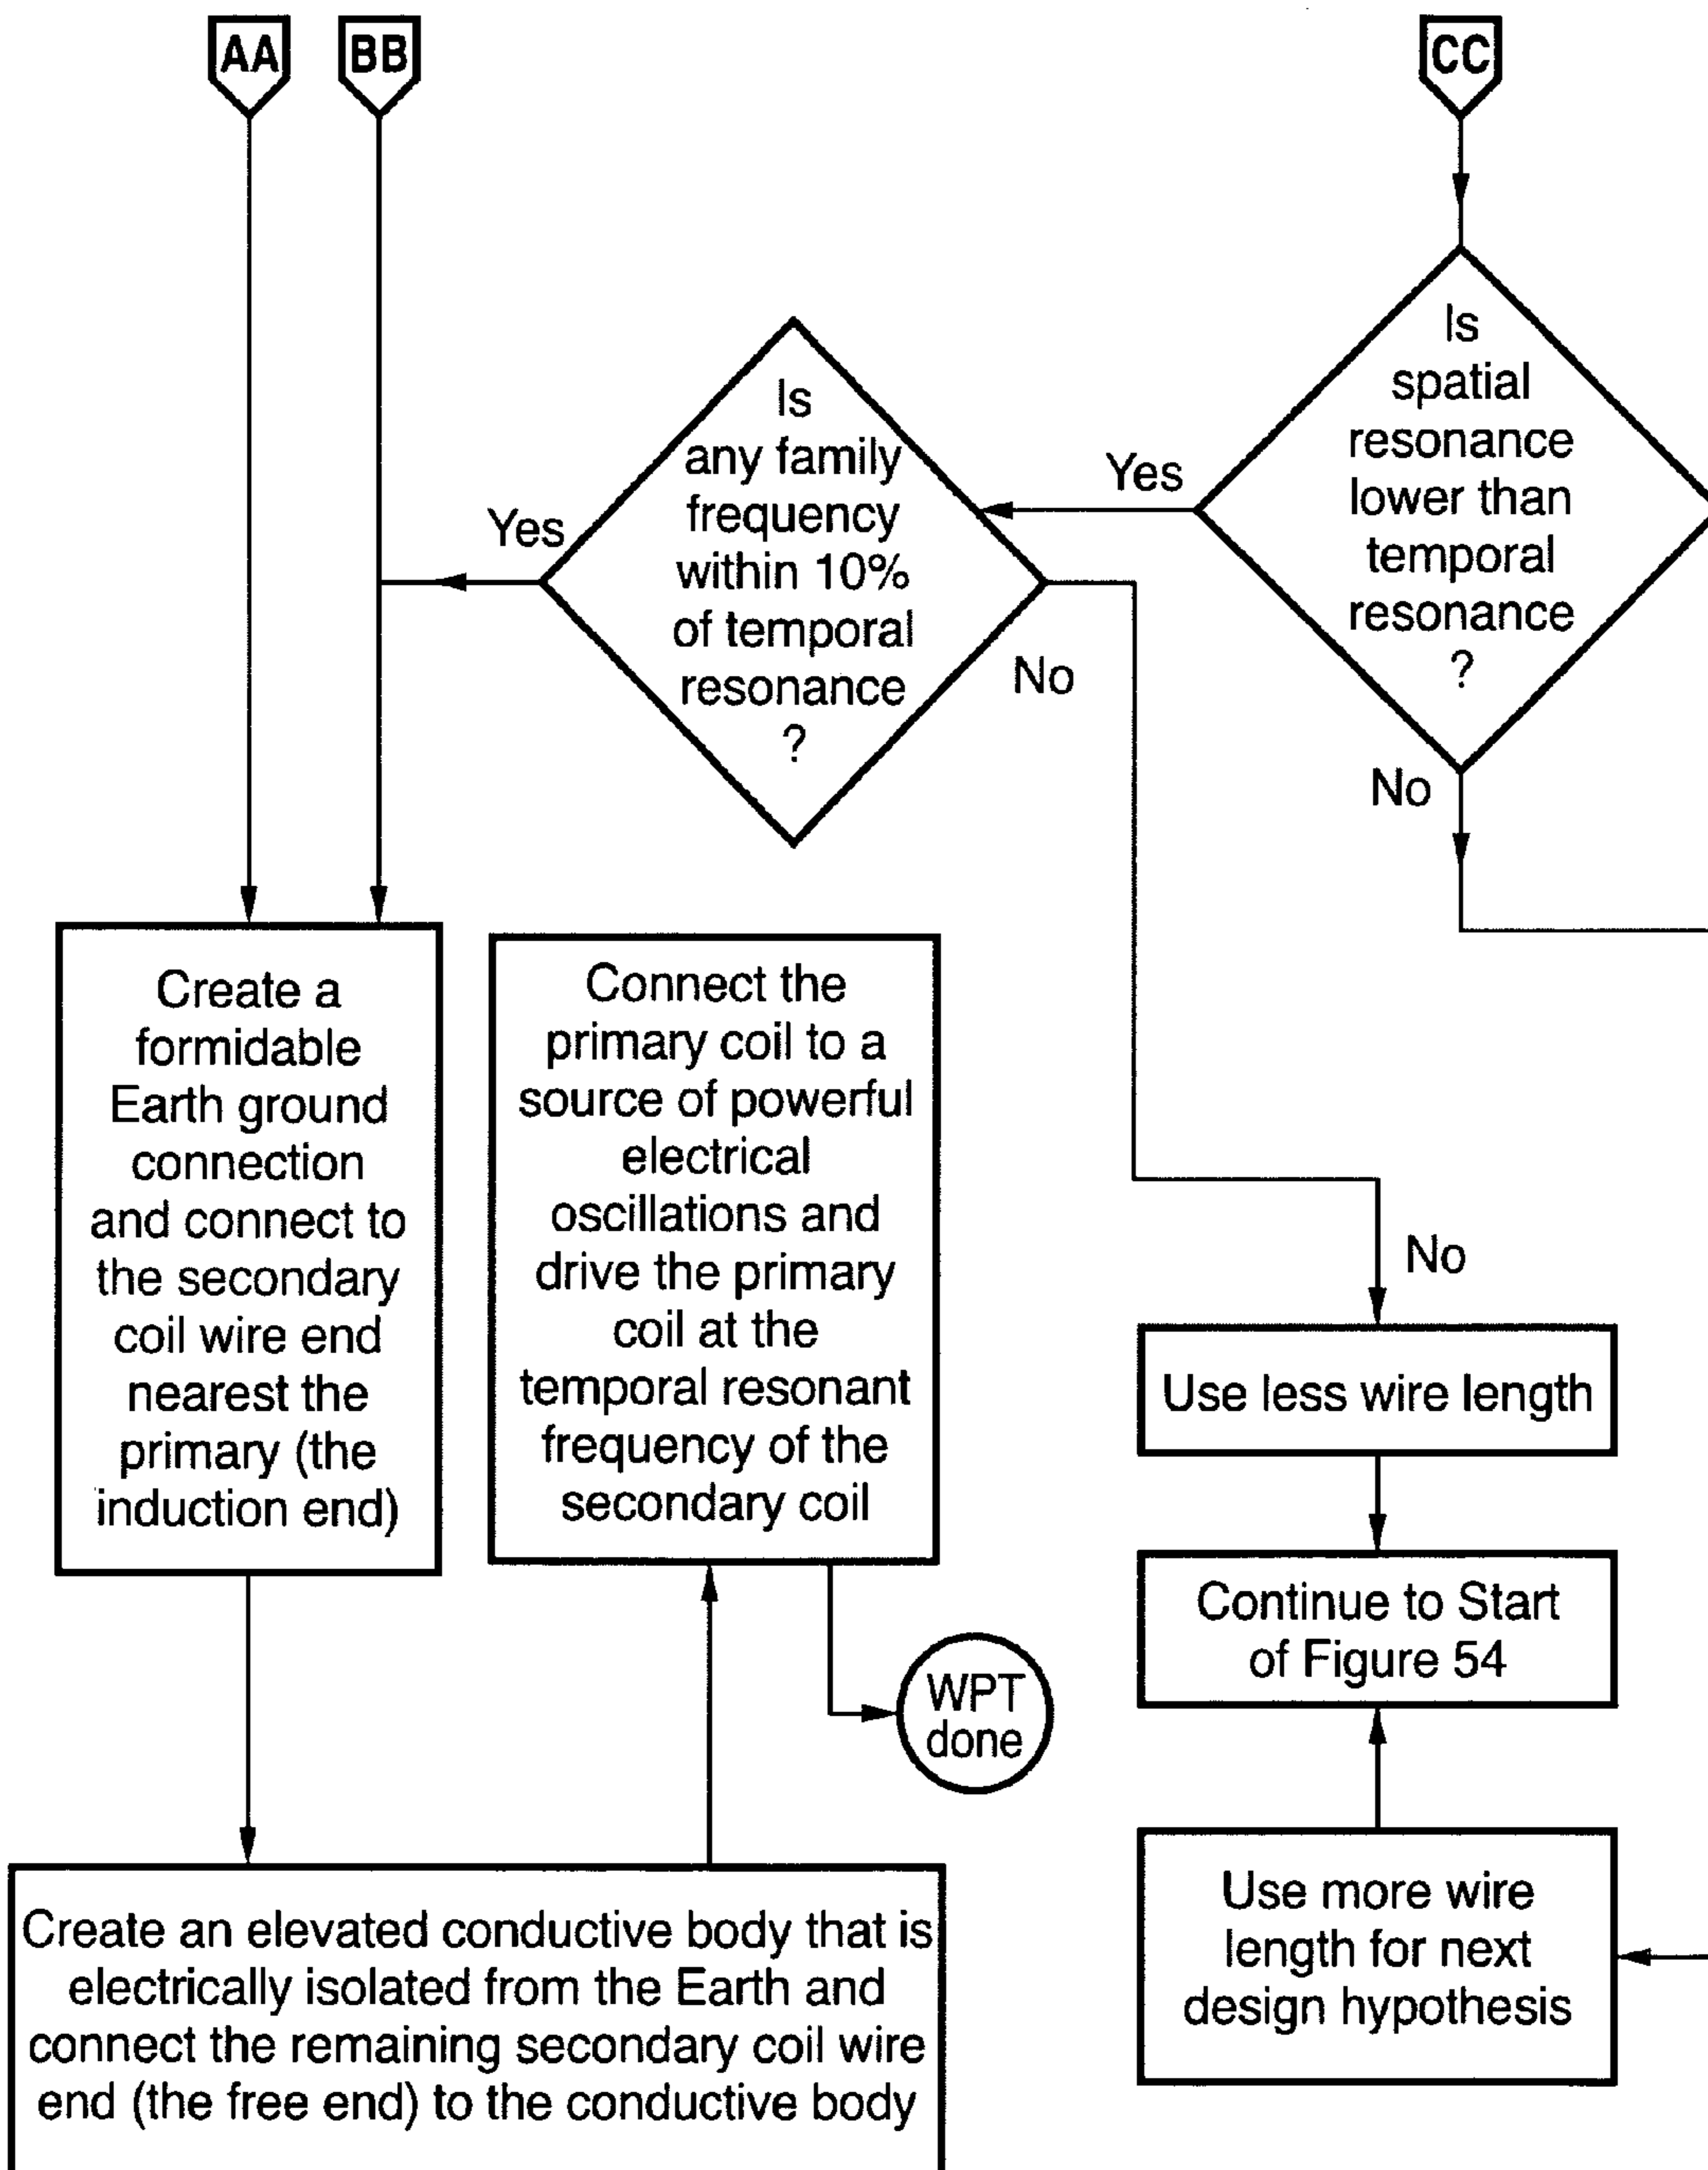 AA
BB
CC
Is
spatial
resonance
lower than
temporal
resonance
?
Yes
No
Is
any family
frequency
within 10%
of temporal
resonance
?
Yes
No
Create a
formidable
Earth ground
connection
and connect to
the secondary
coil wire end
nearest the
primary (the
induction end)
Connect the
primary coil to a
source of powerful
electrical
oscillations and
drive the primary
coil at the
temporal resonant
frequency of the
secondary coil
No
Use less wire length
Continue to Start
of Figure 54
WPT
done
Use more wire
length for next
design hypothesis
Create an elevated conductive body that is
electrically isolated from the Earth and
connect the remaining secondary coil wire
end (the free end) to the conductive body